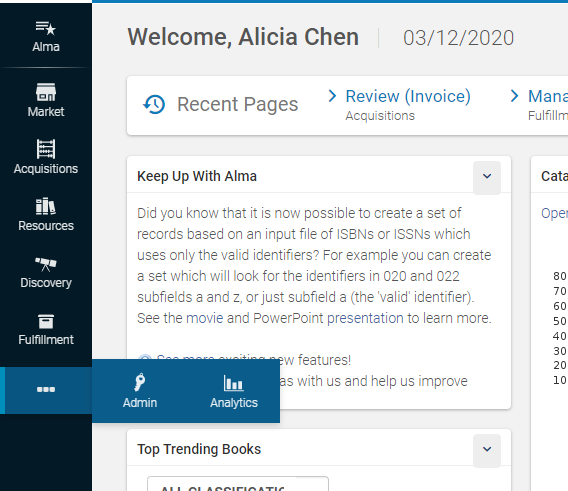 Alma
Market
Acquisitions
Resources
Discovery
Fulfillment
Admin
Analytics
Welcome, Alicia Chen
03/12/2020
Recent Pages
Review (Invoice)
Acquisitions
Mana
Fulfillm
Keep Up With Alma
Did you know that it is now possible to create a set of
records based on an input file of ISBNs or ISSNs which
uses only the valid identifiers? For example you can create
a set which will look for the identifiers in 020 and 022
subfields a and z, or just subfield a (the 'valid' identifier).
See the movie and PowerPoint presentation to learn more.
See more exciting new features!
as with us and help us improve
Top Trending Books
Cata
Open
80
70
60
50
40
30
20
10